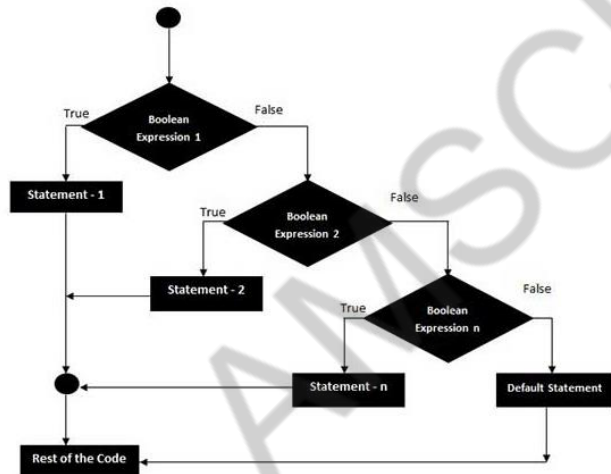 True
False
Boolean
Expression 1
Statement - 1
True
False
Boolean
Expression 2
Statement - 2
True
False
Boolean
Expression n
Statement - n
Default Statement
Rest of the Code